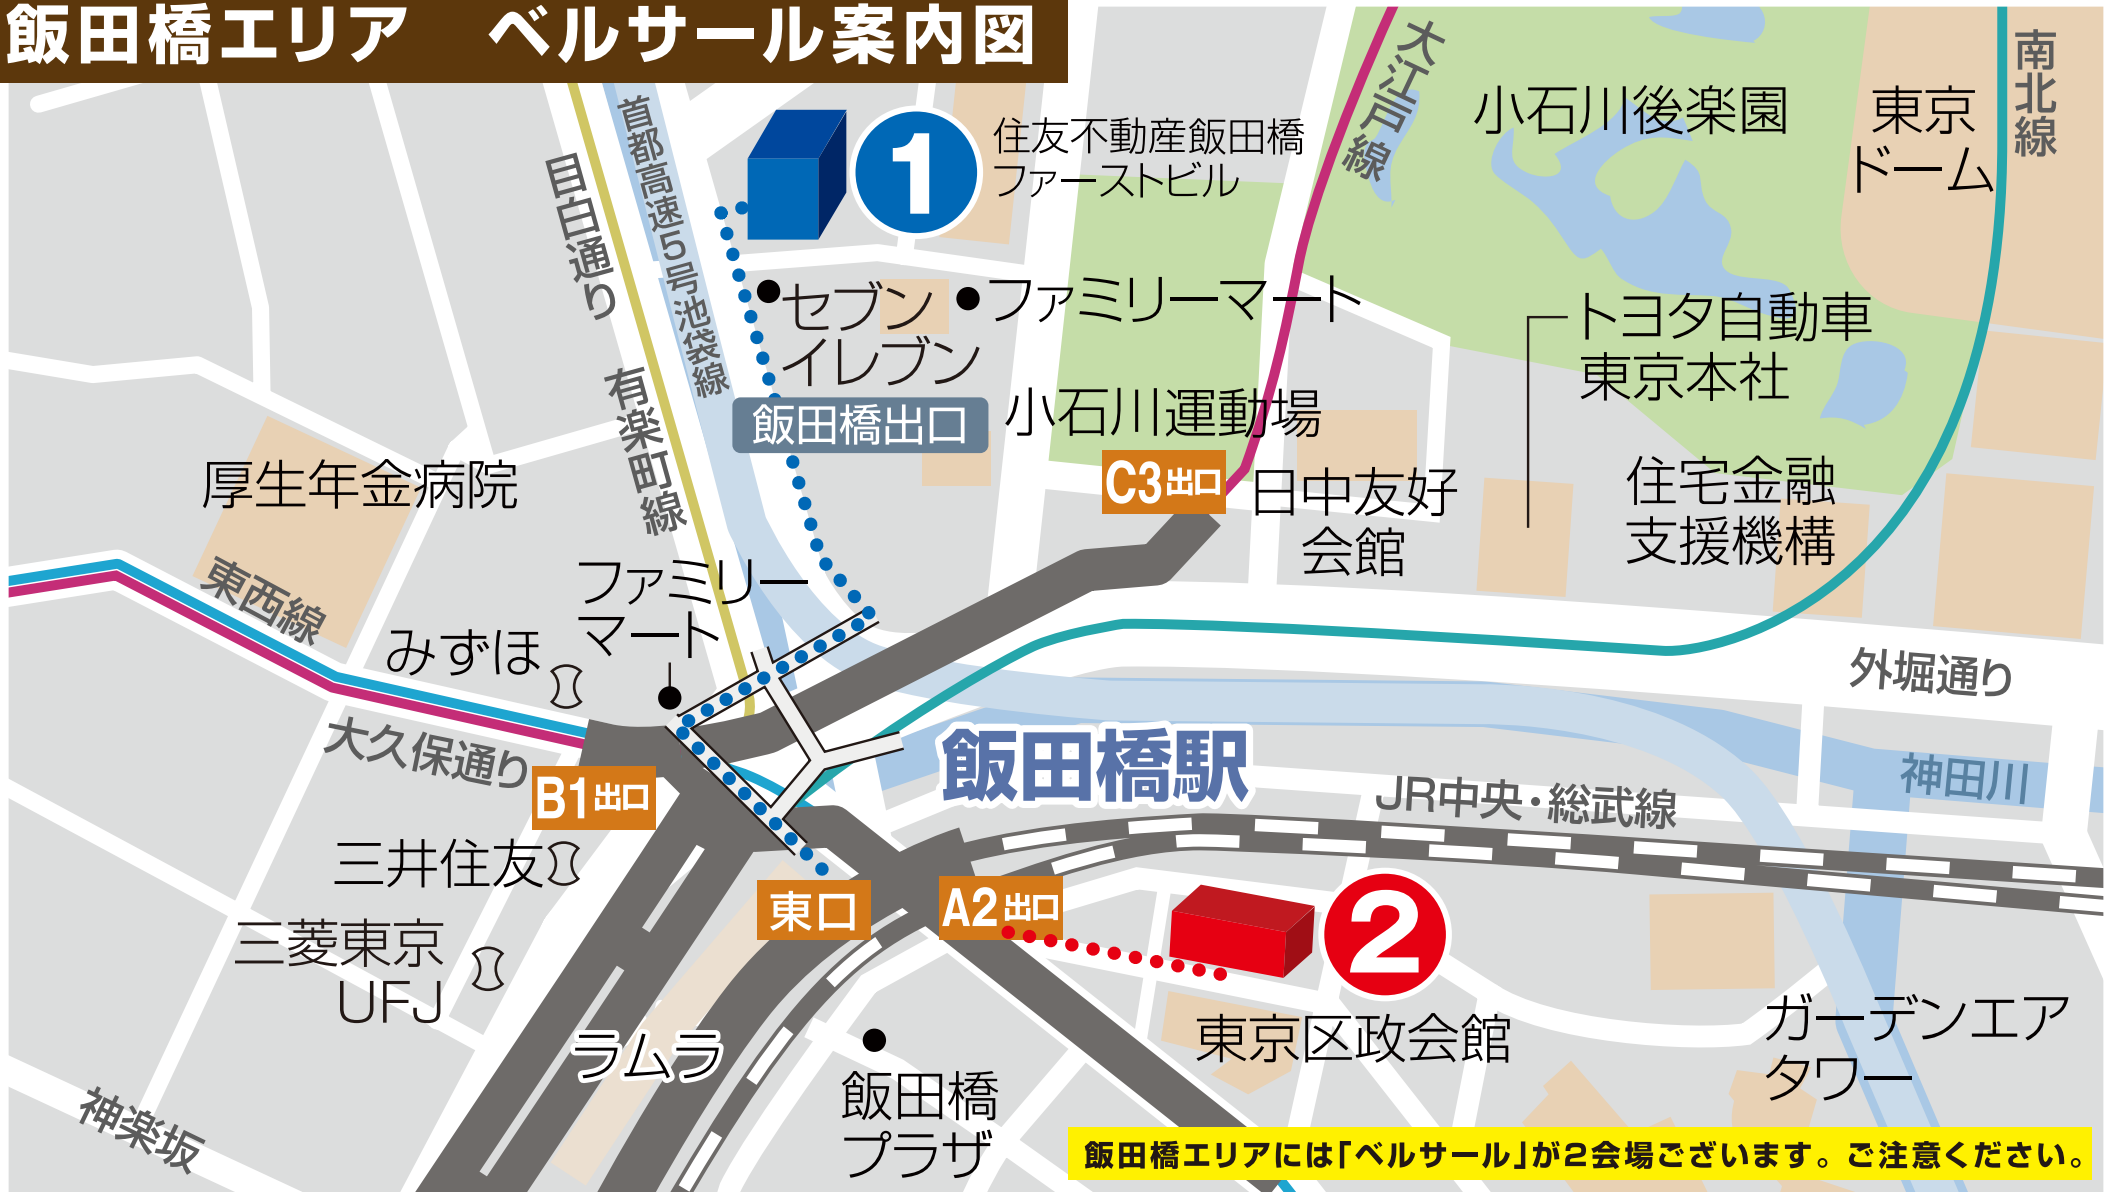 飯田橋エリア　ベルサール案内図
1
住友不動産飯田橋
ファーストビル
大江戸線
小石川後楽園
東京
ドーム
南北線
目白通り
首都高速5号池袋線
セブン
イレブン
ファミリーマート
トヨタ自動車
東京本社
有楽町線
飯田橋出口
小石川運動場
厚生年金病院
C3出口
日中友好
会館
住宅金融
支援機構
東西線
ファミリー
マート
みずほ
外堀通り
大久保通り
飯田橋駅
神田川
B1出口
JR中央・総武線
三井住友
東口
A2出口
2
三菱東京
UFJ
ラムラ
東京区政会館
ガーデンエア
タワー
飯田橋
プラザ
神楽坂
飯田橋エリアには「ベルサール」が2会場ございます。ご注意ください。